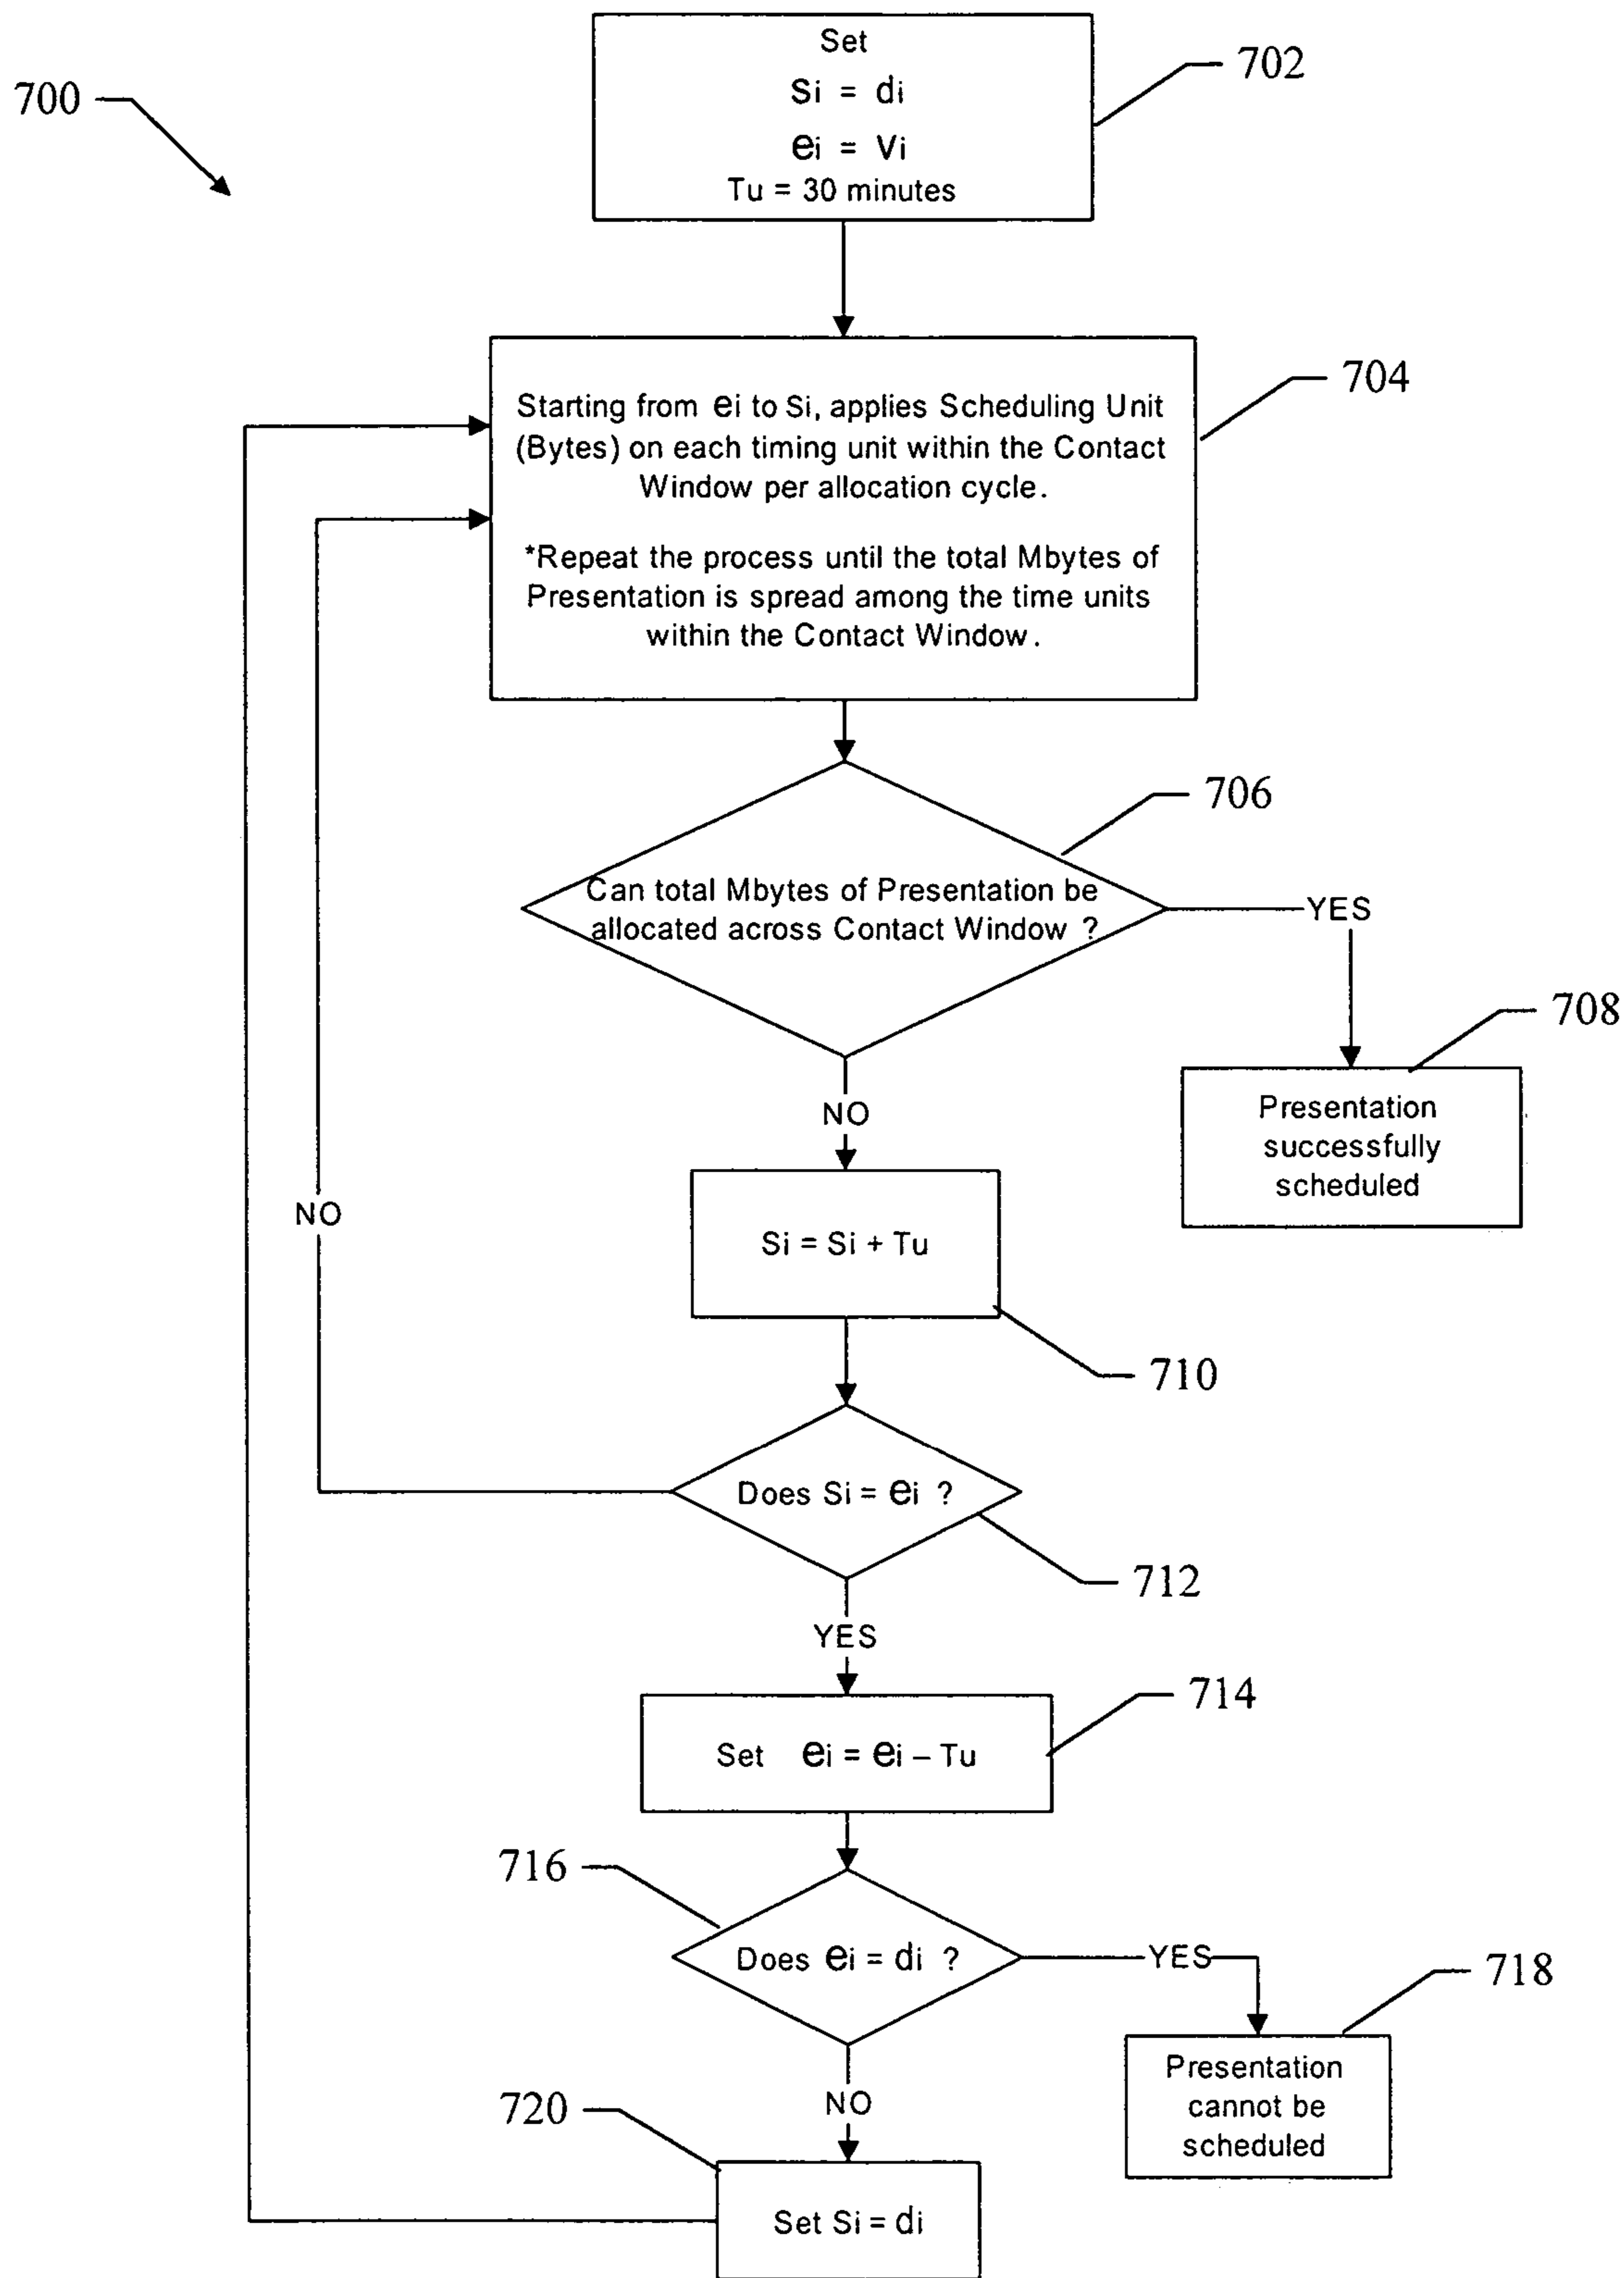 Set
Si = di
700
702
ei = Vi
Tu = 30 minutes
704
Starting from ei to Si, applies Scheduling Unit
(Bytes) on each timing unit within the Contact
Window per allocation cycle.
*Repeat the process until the total Mbytes of
Presentation is spread among the time units
within the Contact Window.
706
Can total Mbytes of Presentation be
allocated across Contact Window ?
YES
708
NO
Presentation
successfully
scheduled
NO
Si = Si + Tu
710
Does Si = ei ?
712
YES
714
Set ei = ei – Tu
716
Does ei = di ?
YES
718
NO
Presentation
cannot be
scheduled
720
Set Si = di